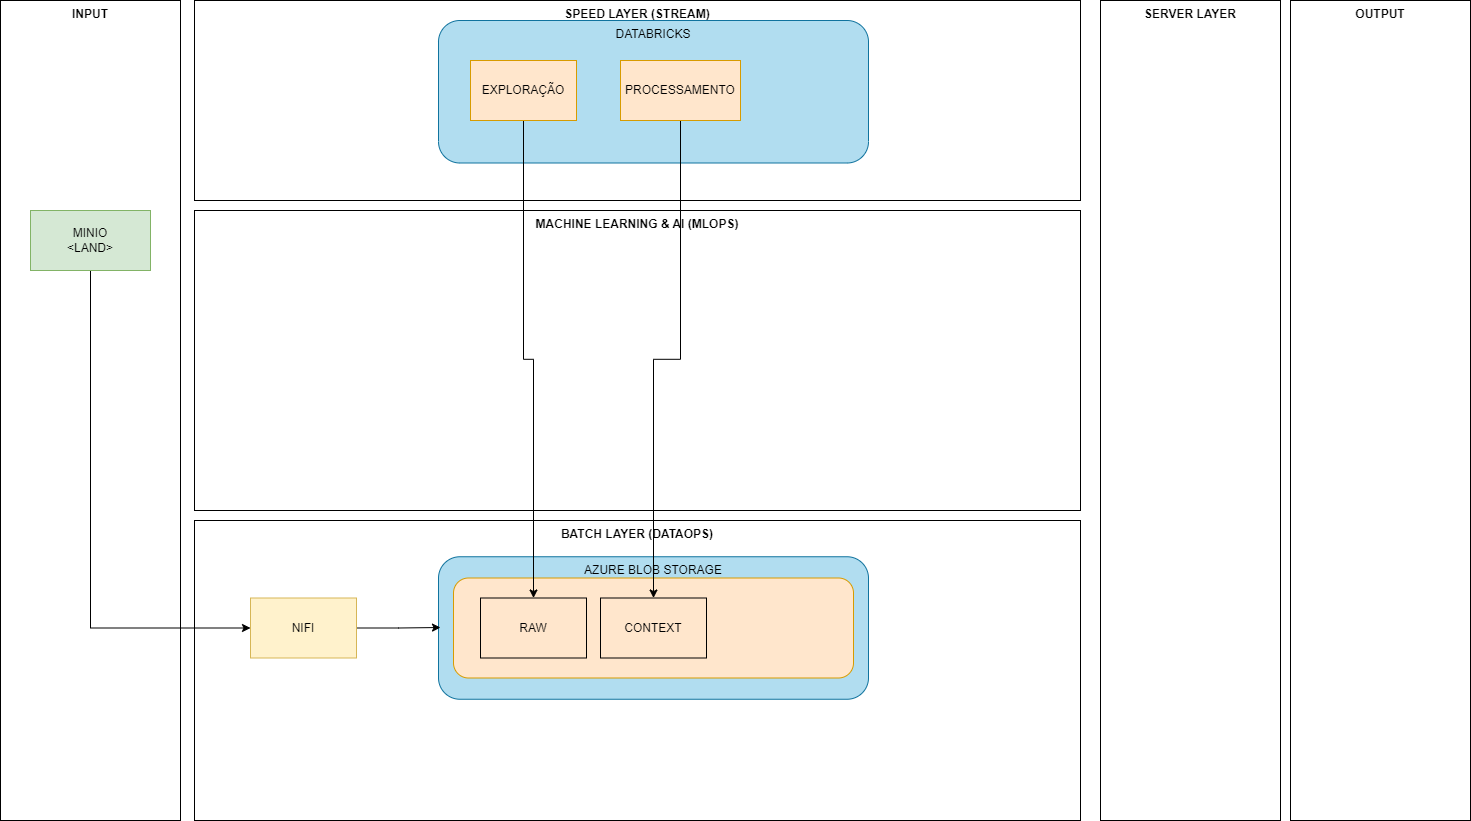 INPUT
SPEED LAYER (STREAM)
SERVER LAYER
OUTPUT
DATABRICKS
EXPLORAÇÃO
PROCESSAMENTO
MINIO
<LAND>
MACHINE LEARNING & AI (MLOPS)
BATCH LAYER (DATAOPS)
AZURE BLOB STORAGE
NIFI
RAW
CONTEXT